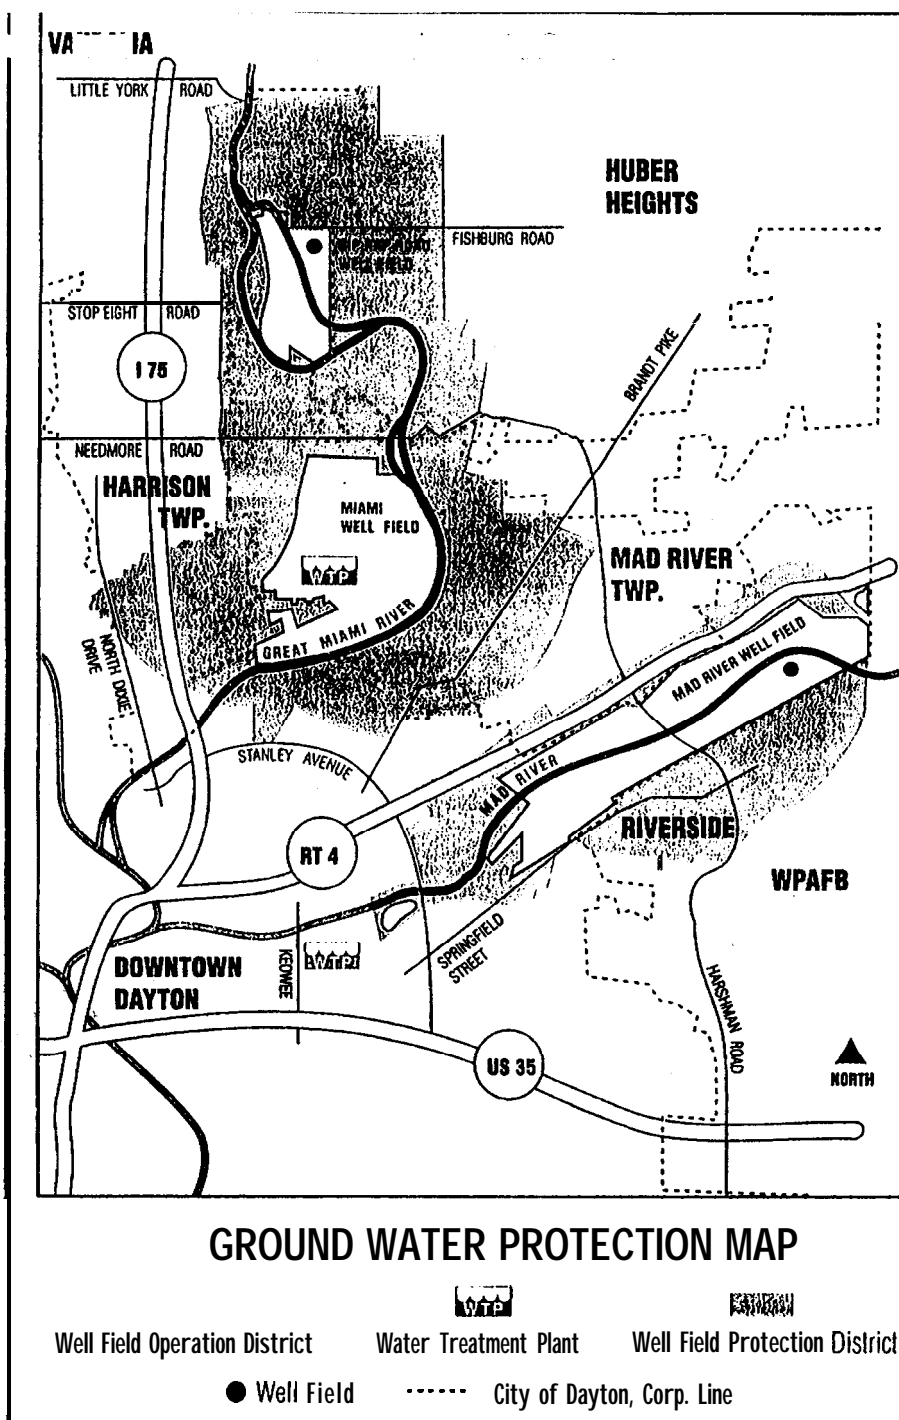 VA IA
LITTLE YORK ROAD
HUBER
HEIGHTS
FISHBURG ROAD
WELL FIELD
STOP EIGHT ROAD
I 75
BRANDT PIKE
NEEDMORE ROAD
HARRISON
TWP.
MIAMI
WELL FIELD
WTP
MAD RIVER
TWP.
GREAT MIAMI RIVER
N. NORTH DIXIE
DRIVE
MAD RIVER WELL FIELD
STANLEY AVENUE
MAD RIVER
RIVERSIDE
RT 4
WPAFB
SPRINGFIELD
STREET
KEOWEE
WTP
DOWNTOWN
DAYTON
HARSHMAN ROAD
US 35
NORTH
GROUND WATER PROTECTION MAP
WTP
Well Field Operation District
Water Treatment Plant
Well Field Protection District
Well Field
City of Dayton, Corp. Line